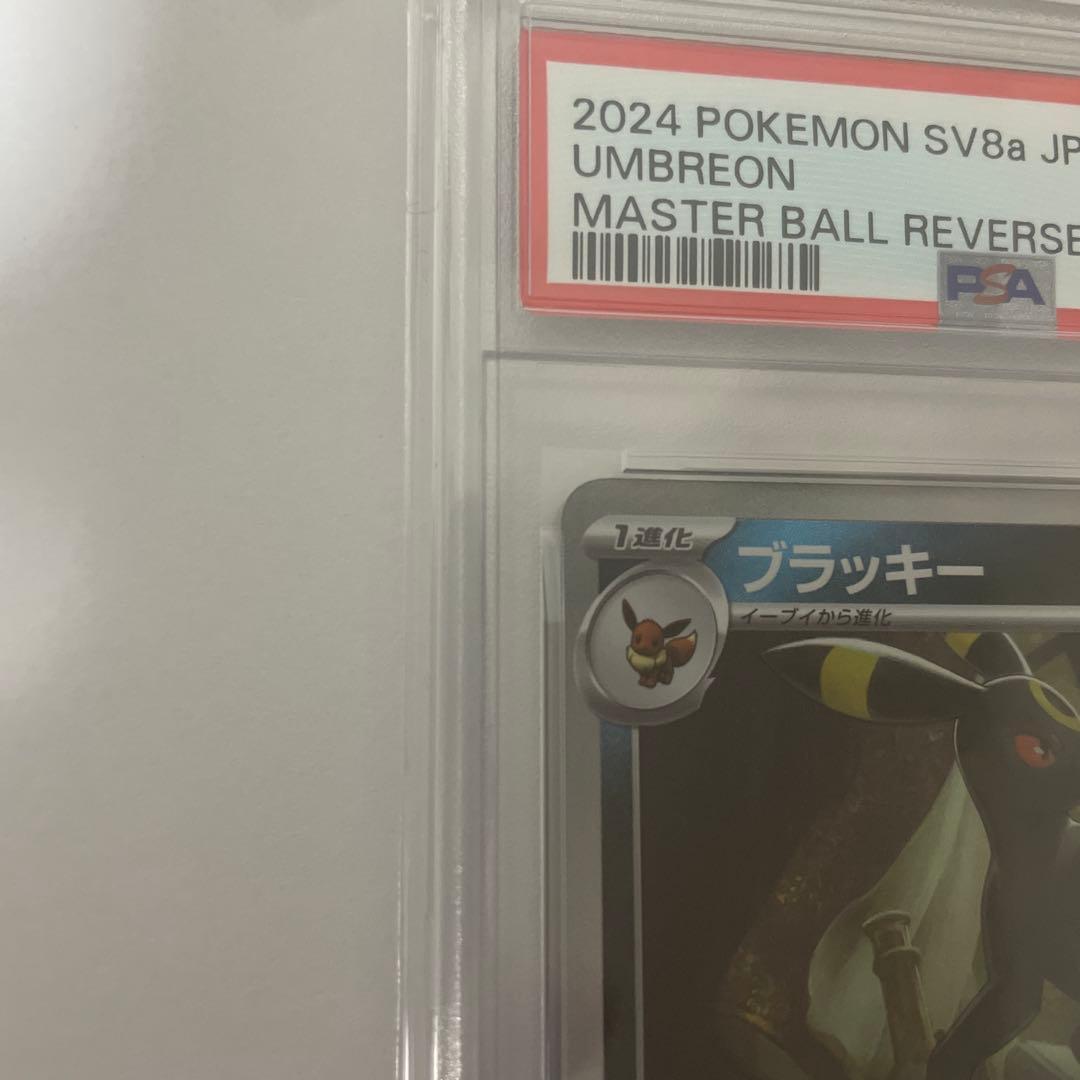 2024 POKEMON SV8a JP
UMBREON
MASTER BALL REVERSE
PSA
1進化
ブラッキー
イーブイから進化